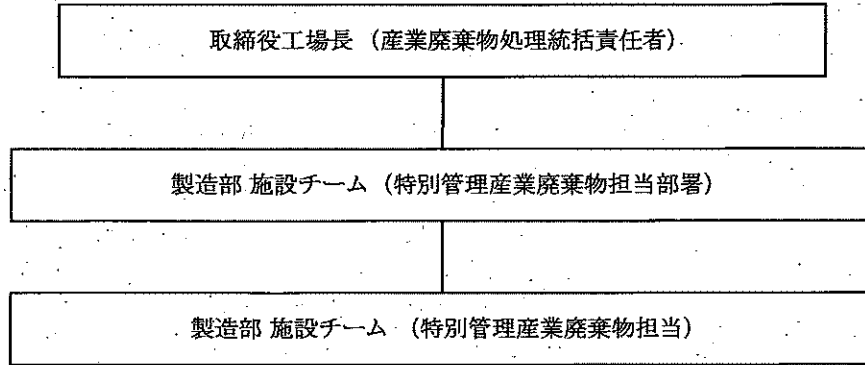 取締役工場長（産業廃棄物処理統括責任者）
製造部 施設チーム（特別管理産業廃棄物担当部署）
製造部 施設チーム（特別管理産業廃棄物担当）